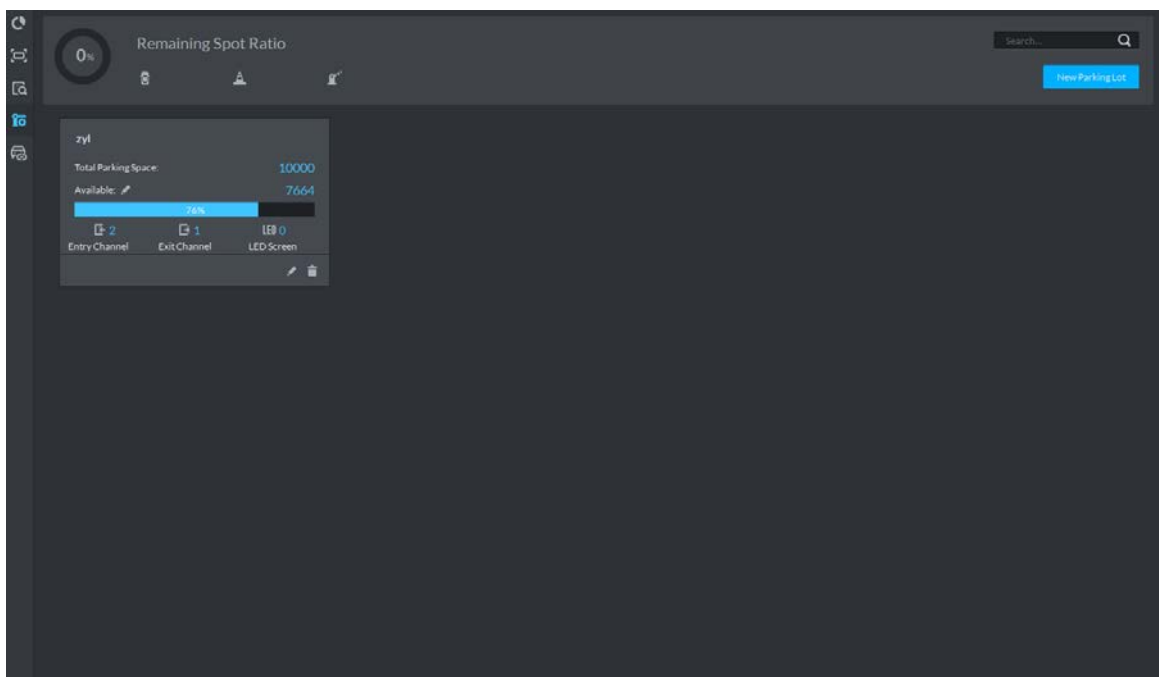 0%
Remaining Spot Ratio
Search...
New Parking Lot
zyl
Total Parking Space: 10000
Available: 7664
76%
2 1 LED 0
Entry Channel Exit Channel LED Screen